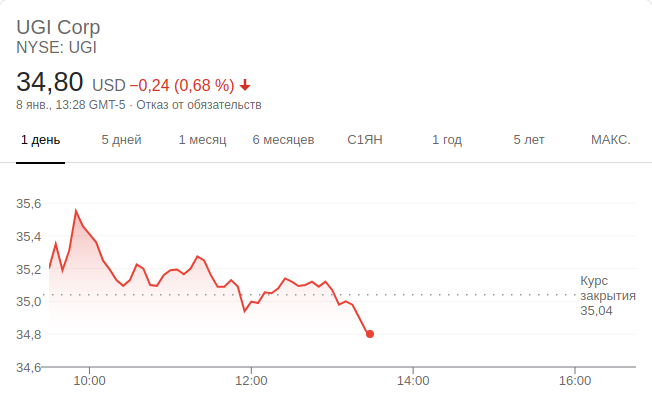 UGI Corp
NYSE: UGI
34,80 USD −0,24 (0,68 %)
8 янв., 13:28 GMT-5 · Отказ от обязательств
1 день 5 дней 1 месяц 6 месяцев С1ЯН 1 год 5 лет МАКС.
35,6
35,4
35,2
35,0
34,8
34,6
Курс
закрытия
35,04
10:00 12:00 14:00 16:00